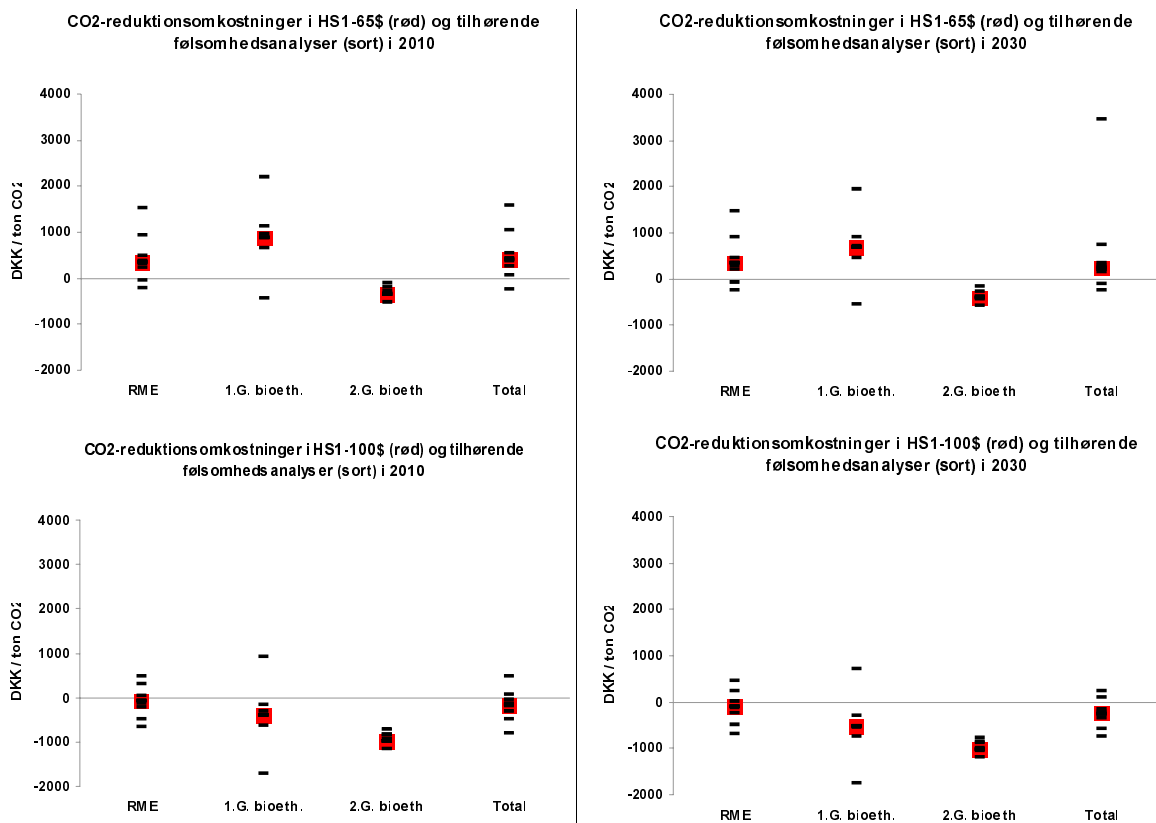 CO2-reduktionsomkostninger i HS1-65$ (rød) og tilhørende
følsomhedsanalyser (sort) i 2010
DKK / ton CO2
4000
3000
2000
1000
0
-1000
-2000
RME
1.G. bioeth.
2.G. bioeth
Total
CO2-reduktionsomkostninger i HS1-65$ (rød) og tilhørende
følsomhedsanalyser (sort) i 2030
DKK / ton CO2
4000
3000
2000
1000
0
-1000
-2000
RME
1.G. bioeth.
2.G. bioeth
Total
CO2-reduktionsomkostninger i HS1-100$ (rød) og tilhørende
følsomhedsanalyser (sort) i 2010
DKK / ton CO2
4000
3000
2000
1000
0
-1000
-2000
RME
1.G. bioeth.
2.G. bioeth
Total
CO2-reduktionsomkostninger i HS1-100$ (rød) og tilhørende
følsomhedsanalyser (sort) i 2030
DKK / ton CO2
4000
3000
2000
1000
0
-1000
-2000
RME
1.G. bioeth.
2.G. bioeth
Total